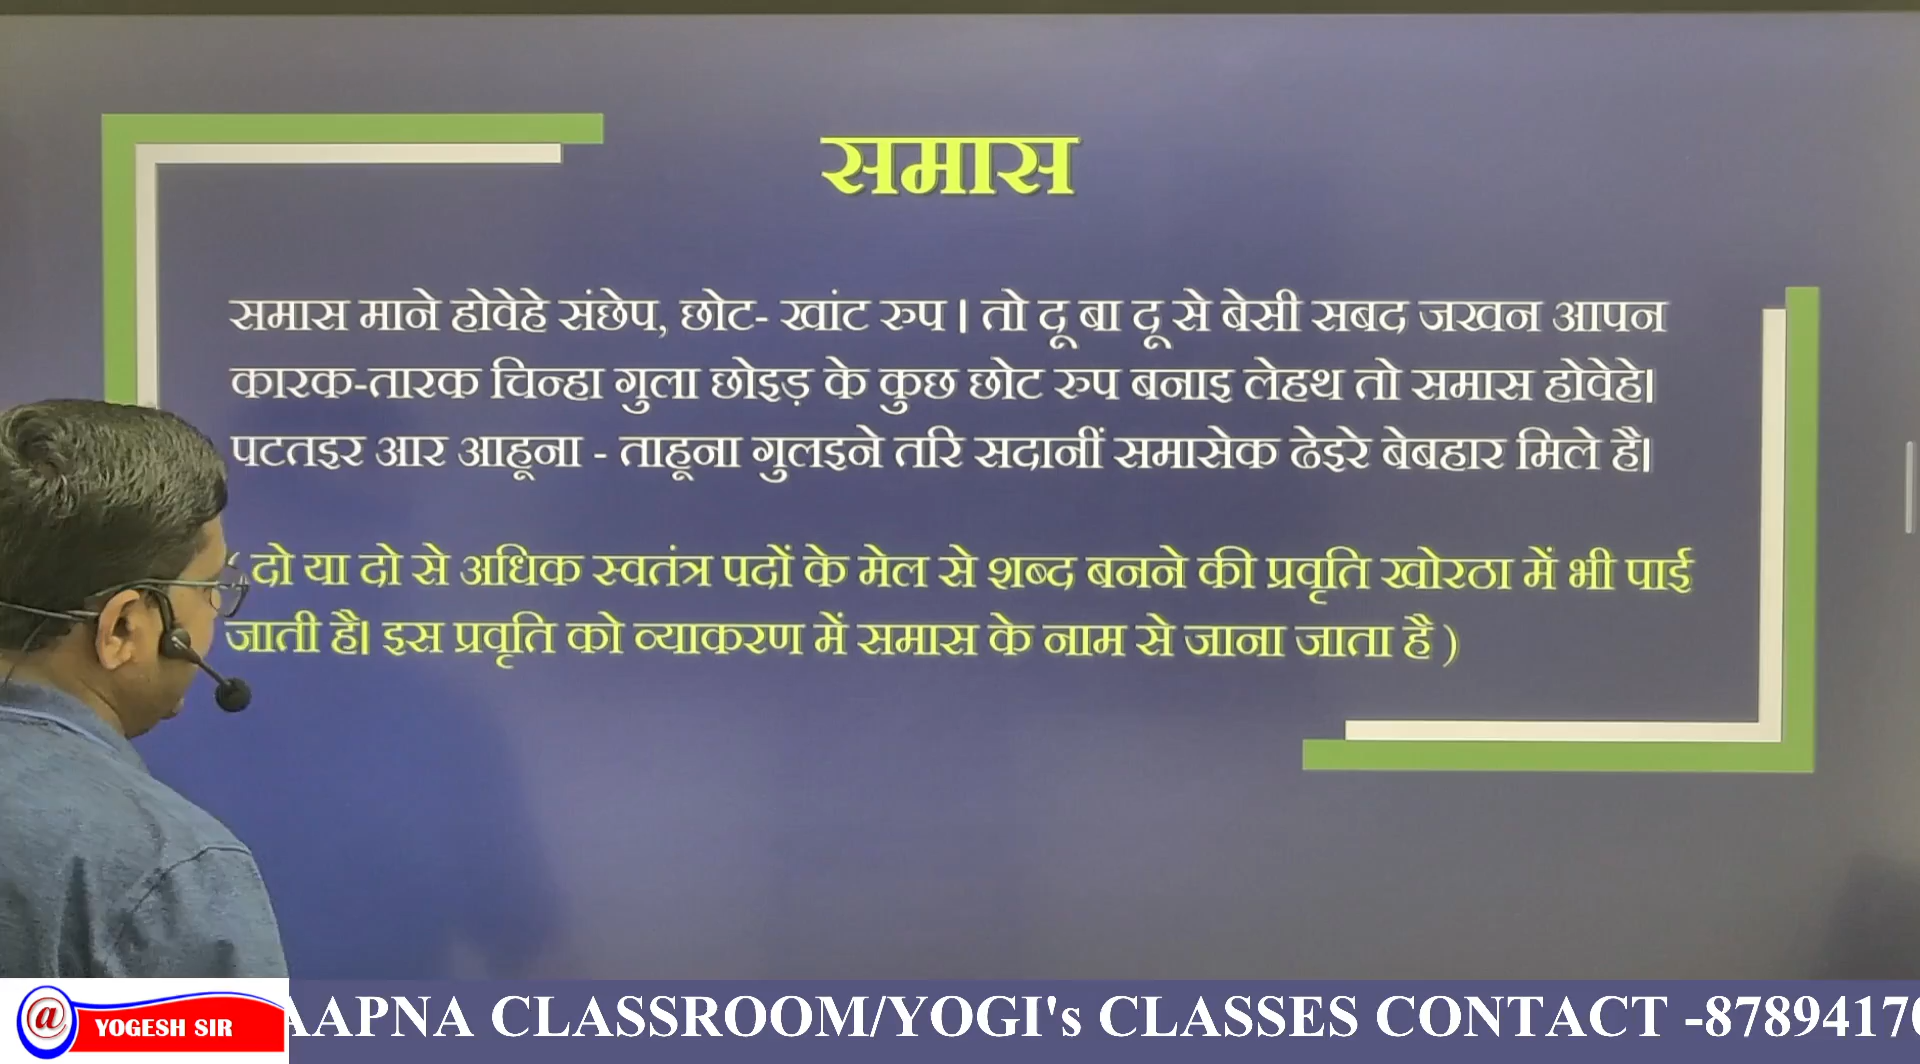 समास
समास माने होवेहे संछेप, छोट- खांट रुप । तो दू बा दू से बेसी सबद जखन आपन
कारक-तारक चिन्हा गुला छोइड़ के कुछ छोट रुप बनाइ लेहथ तो समास होवेहे।
पटतइर आर आहूना - ताहूना गुलइने तरि सदानीं समासेक ढेइरे बेबहार मिले है।
( दो या दो से अधिक स्वतंत्र पदों के मेल से शब्द बनने की प्रवृति खोरठा में भी पाई
जाती है। इस प्रवृति को व्याकरण में समास के नाम से जाना जाता है )
@ YOGESH SIR
AAPNA CLASSROOM/YOGI's CLASSES CONTACT -8789417